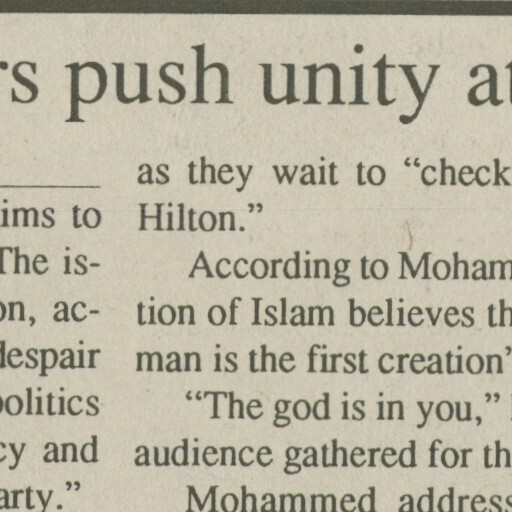 push unity
ims to
The is-
on, ac-
despair
politics
cy and
arty.”
as they wait to “check
Hilton.”
According to Moham
tion of Islam believes th
man is the first creation’
“The god is in you,”
audience gathered for th
Mohammed address